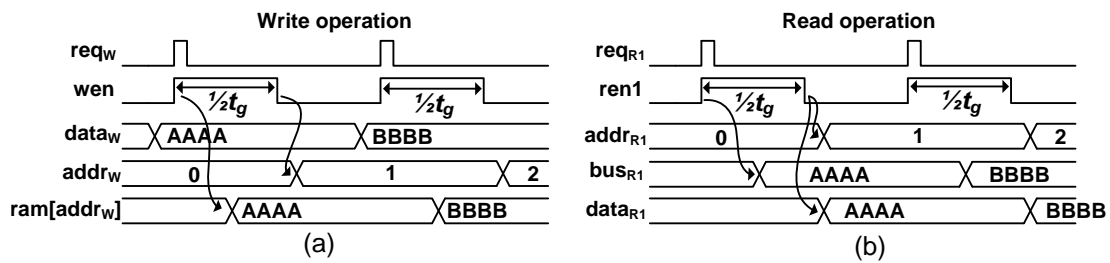 Write operation
req_W
wen ½t_g ½t_g
data_W AAAA BBBB
addr_W 0 1 2
ram[addr_W] AAAA BBBB
(a)
Read operation
req_R1
ren1 ½t_g ½t_g
addr_R1 0 1 2
bus_R1 AAAA BBBB
data_R1 AAAA BBBB
(b)